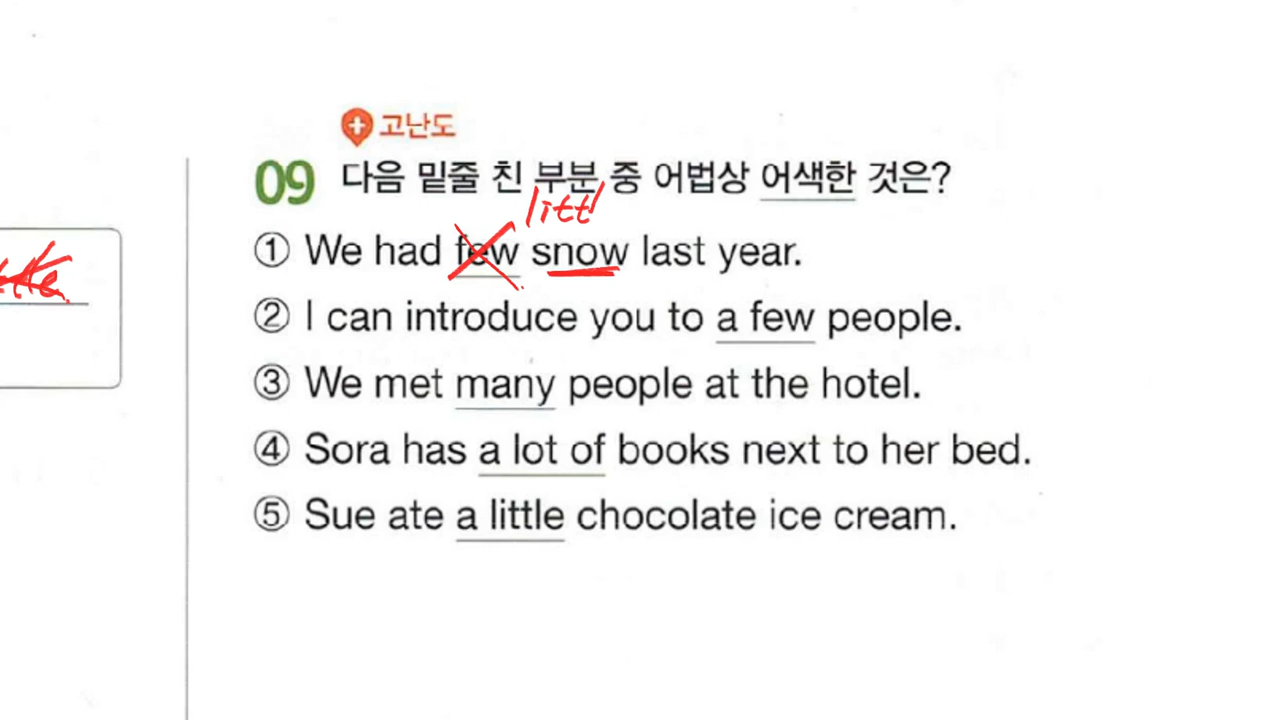 고난도
09 다음 밑줄 친 부분 중 어법상 어색한 것은?
littl
① We had few snow last year.
② I can introduce you to a few people.
③ We met many people at the hotel.
④ Sora has a lot of books next to her bed.
⑤ Sue ate a little chocolate ice cream.